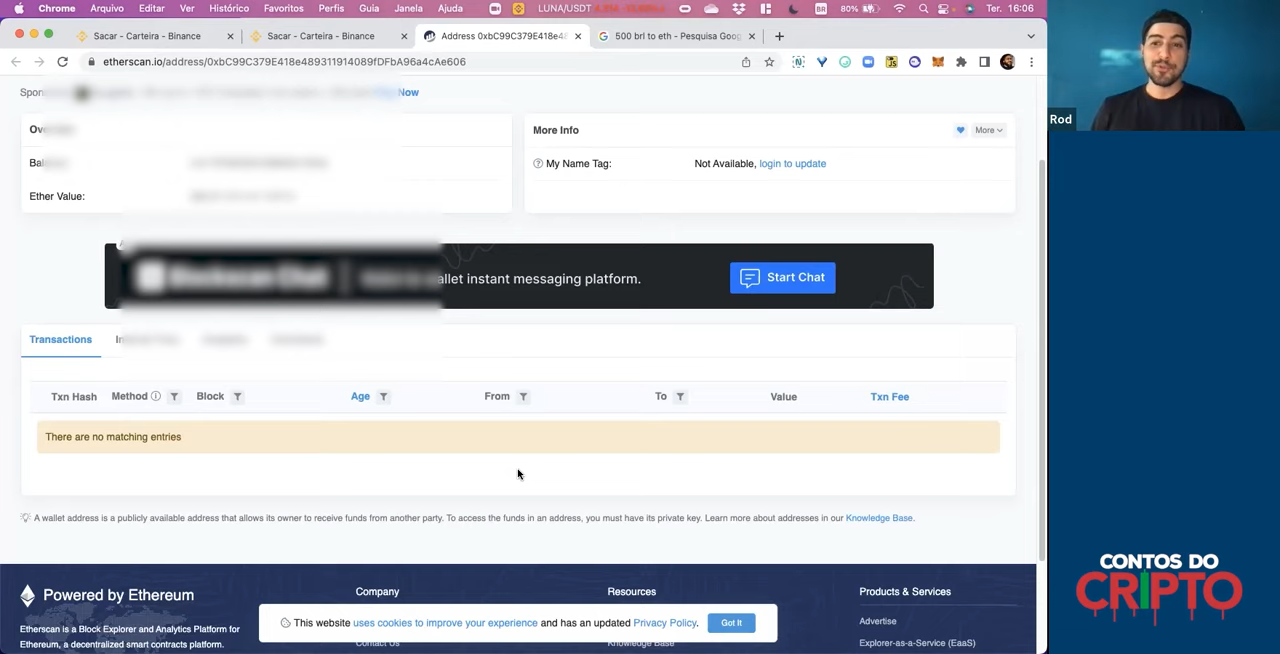 Chrome Arquivo Editar Ver Histórico Favoritos Perfis Guia Janela Ajuda LUNA/USDT 80% Ter. 16:06
Sacar - Carteira - Binance Sacar - Carteira - Binance Address 0xbC99C379E418e48 500 brl to eth - Pesquisa Goog
etherscan.io/address/0xbC99C379E418e489311914089fDFbA96a4cAe606
Rod
Now
More Info More
My Name Tag: Not Available, login to update
Ether Value:
allet instant messaging platform. Start Chat
Transactions
Txn Hash Method Block Age From To Value Txn Fee
There are no matching entries
A wallet address is a publicly available address that allows its owner to receive funds from another party. To access the funds in an address, you must have its private key. Learn more about addresses in our Knowledge Base.
CONTOS DO
CRIPTO
Powered by Ethereum Company Resources Products & Services
This website uses cookies to improve your experience and has an updated Privacy Policy. Got It
Advertise
Etherscan is a Block Explorer and Analytics Platform for
Ethereum, a decentralized smart contracts platform. Contact Us Knowledge Base Explorer-as-a-Service (EaaS)